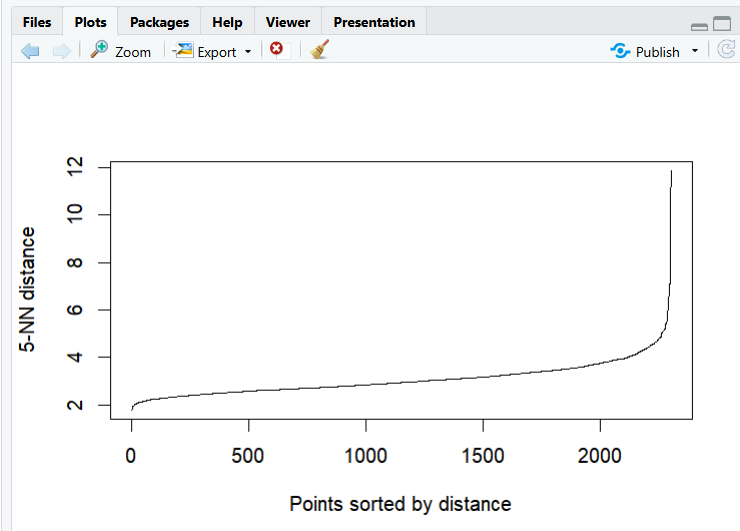 Files Plots Packages Help Viewer Presentation
Zoom Export Publish
12
10
8
6
4
2
5-NN distance
0 500 1000 1500 2000
Points sorted by distance